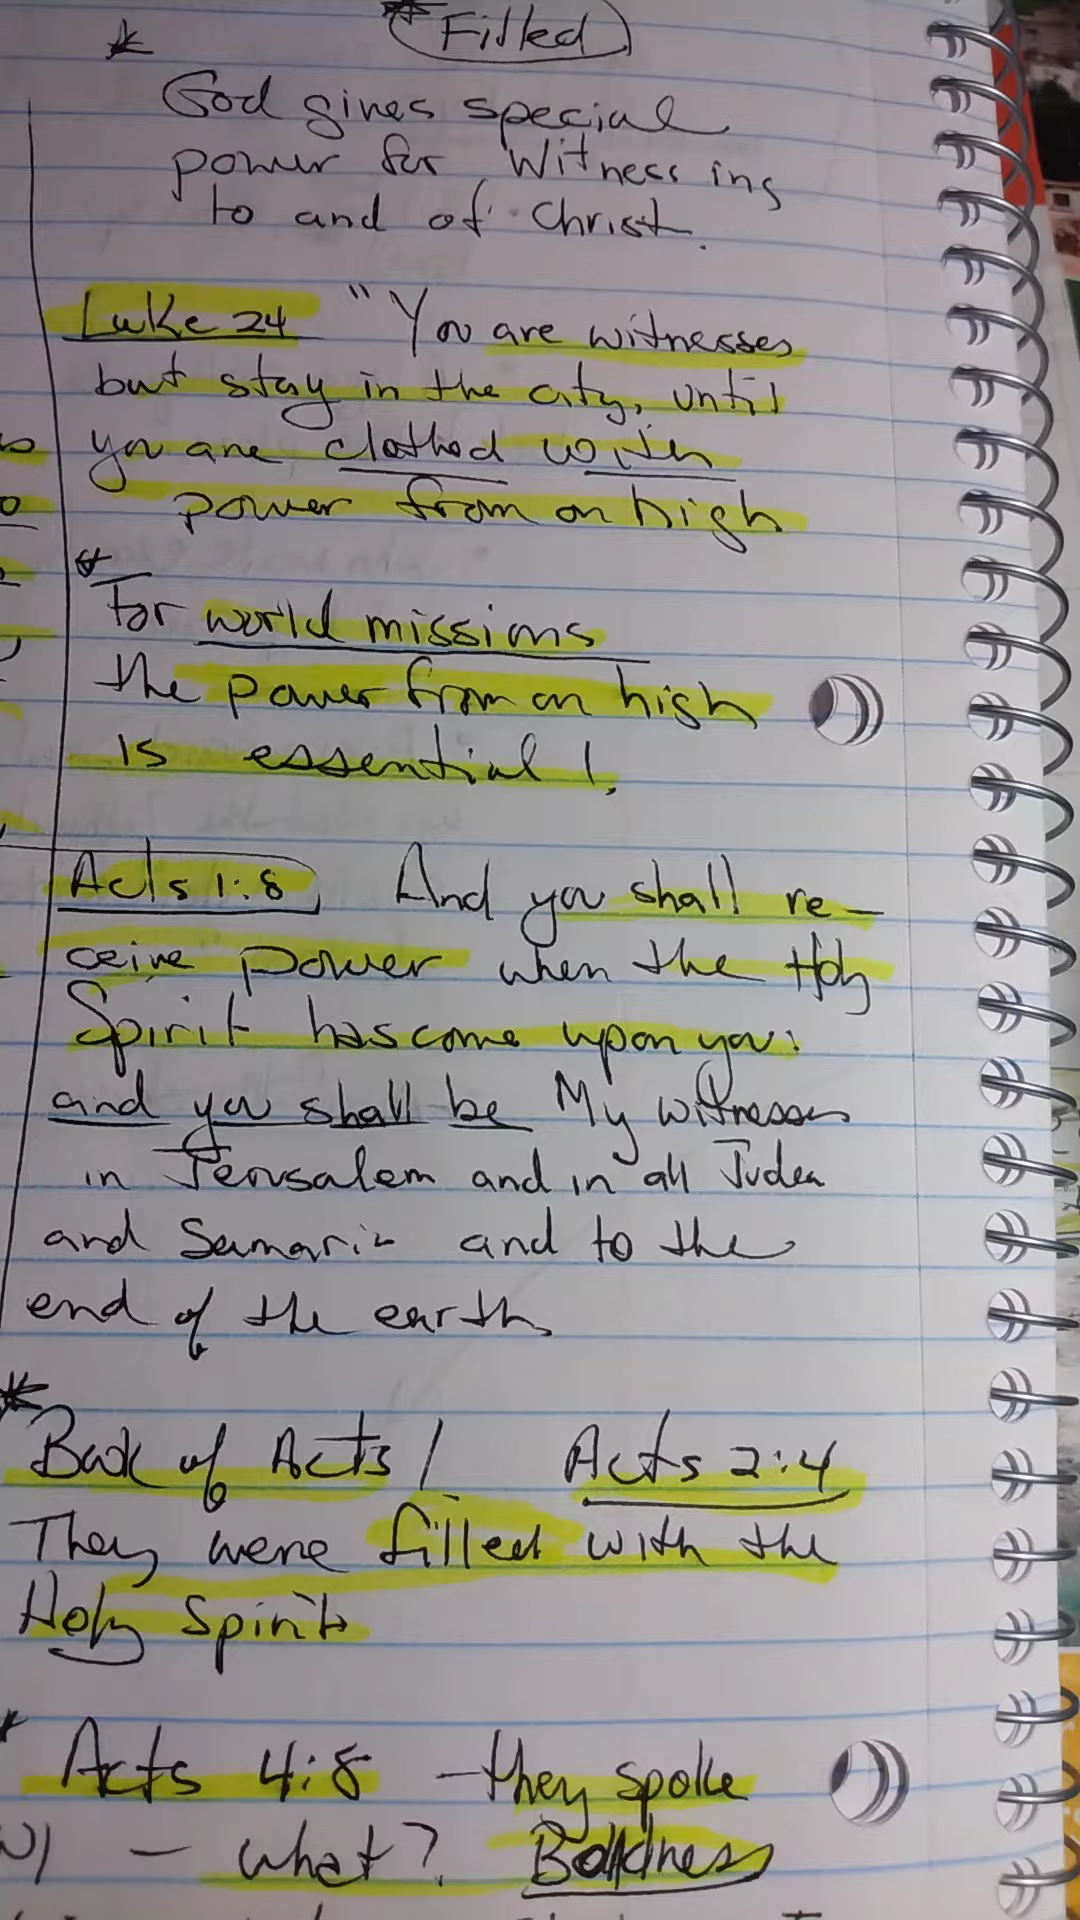 * Filled
* God gives special
power for Witnessing
to and of Christ.
Luke 24 "You are witnesses
but stay in the city, until
you are clothed with
power from on high
* For world missions
the power from on high
is essential!
Acts 1:8 And you shall re-
ceive power when the Holy
Spirit has come upon you:
and you shall be My witnesses
in Jerusalem and in all Judea
and Samaria and to the
end of the earth.
* Book of Acts / Acts 2:4
They were filled with the
Holy Spirit
* Acts 4:8 - they spoke
- what? Boldness